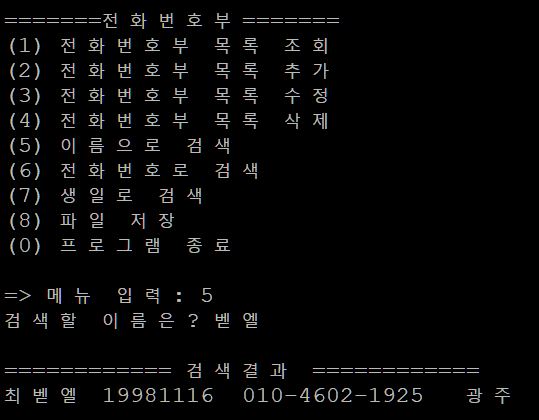 =======전화번호부=======
(1) 전화번호부 목록 조회
(2) 전화번호부 목록 추가
(3) 전화번호부 목록 수정
(4) 전화번호부 목록 삭제
(5) 이름으로 검색
(6) 전화번호로 검색
(7) 생일로 검색
(8) 파일 저장
(0) 프로그램 종료
=> 메뉴 입력 : 5
검색할 이름은? 벧엘
============ 검색결과 ============
최벧엘 19981116 010-4602-1925 광주